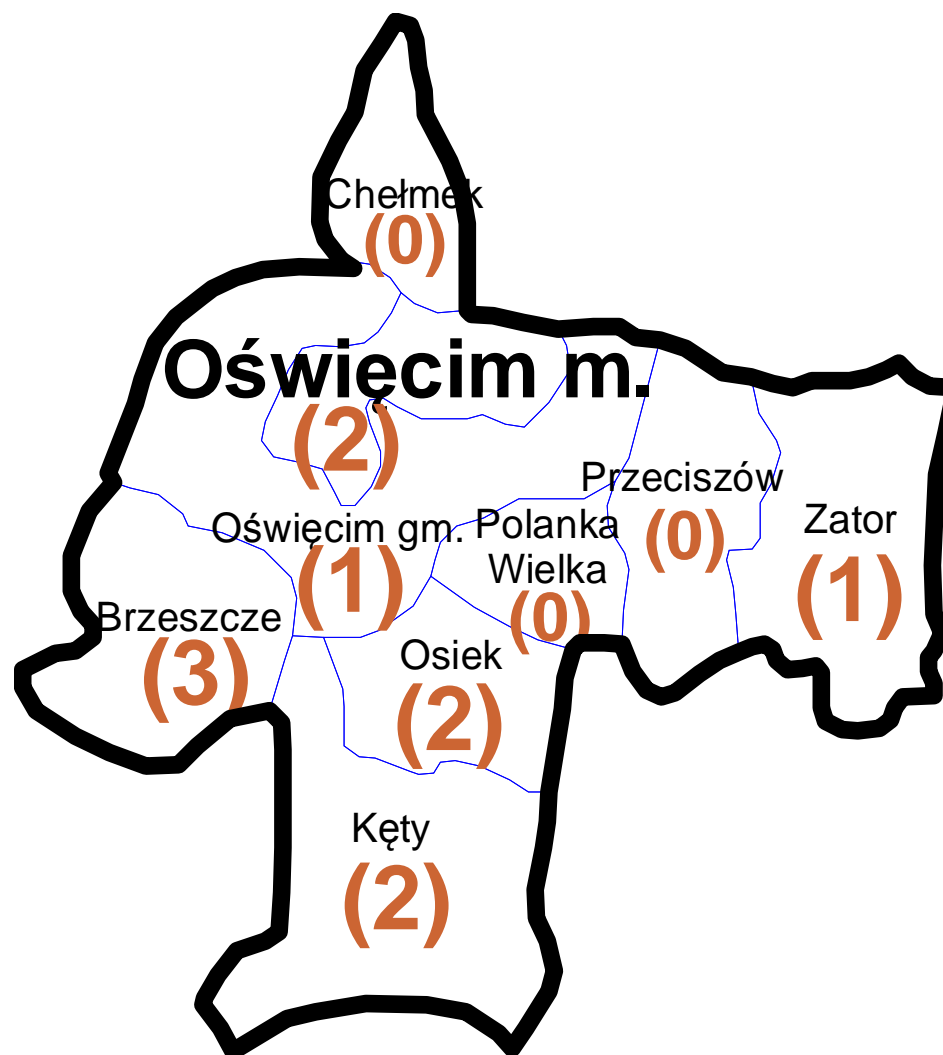 Chełmek
(0)
Oświęcim m.
(2)
Przeciszów
(0)
Zator
(1)
Oświęcim gm.
(1)
Polanka
Wielka
(0)
Brzeszcze
(3)
Osiek
(2)
Kęty
(2)